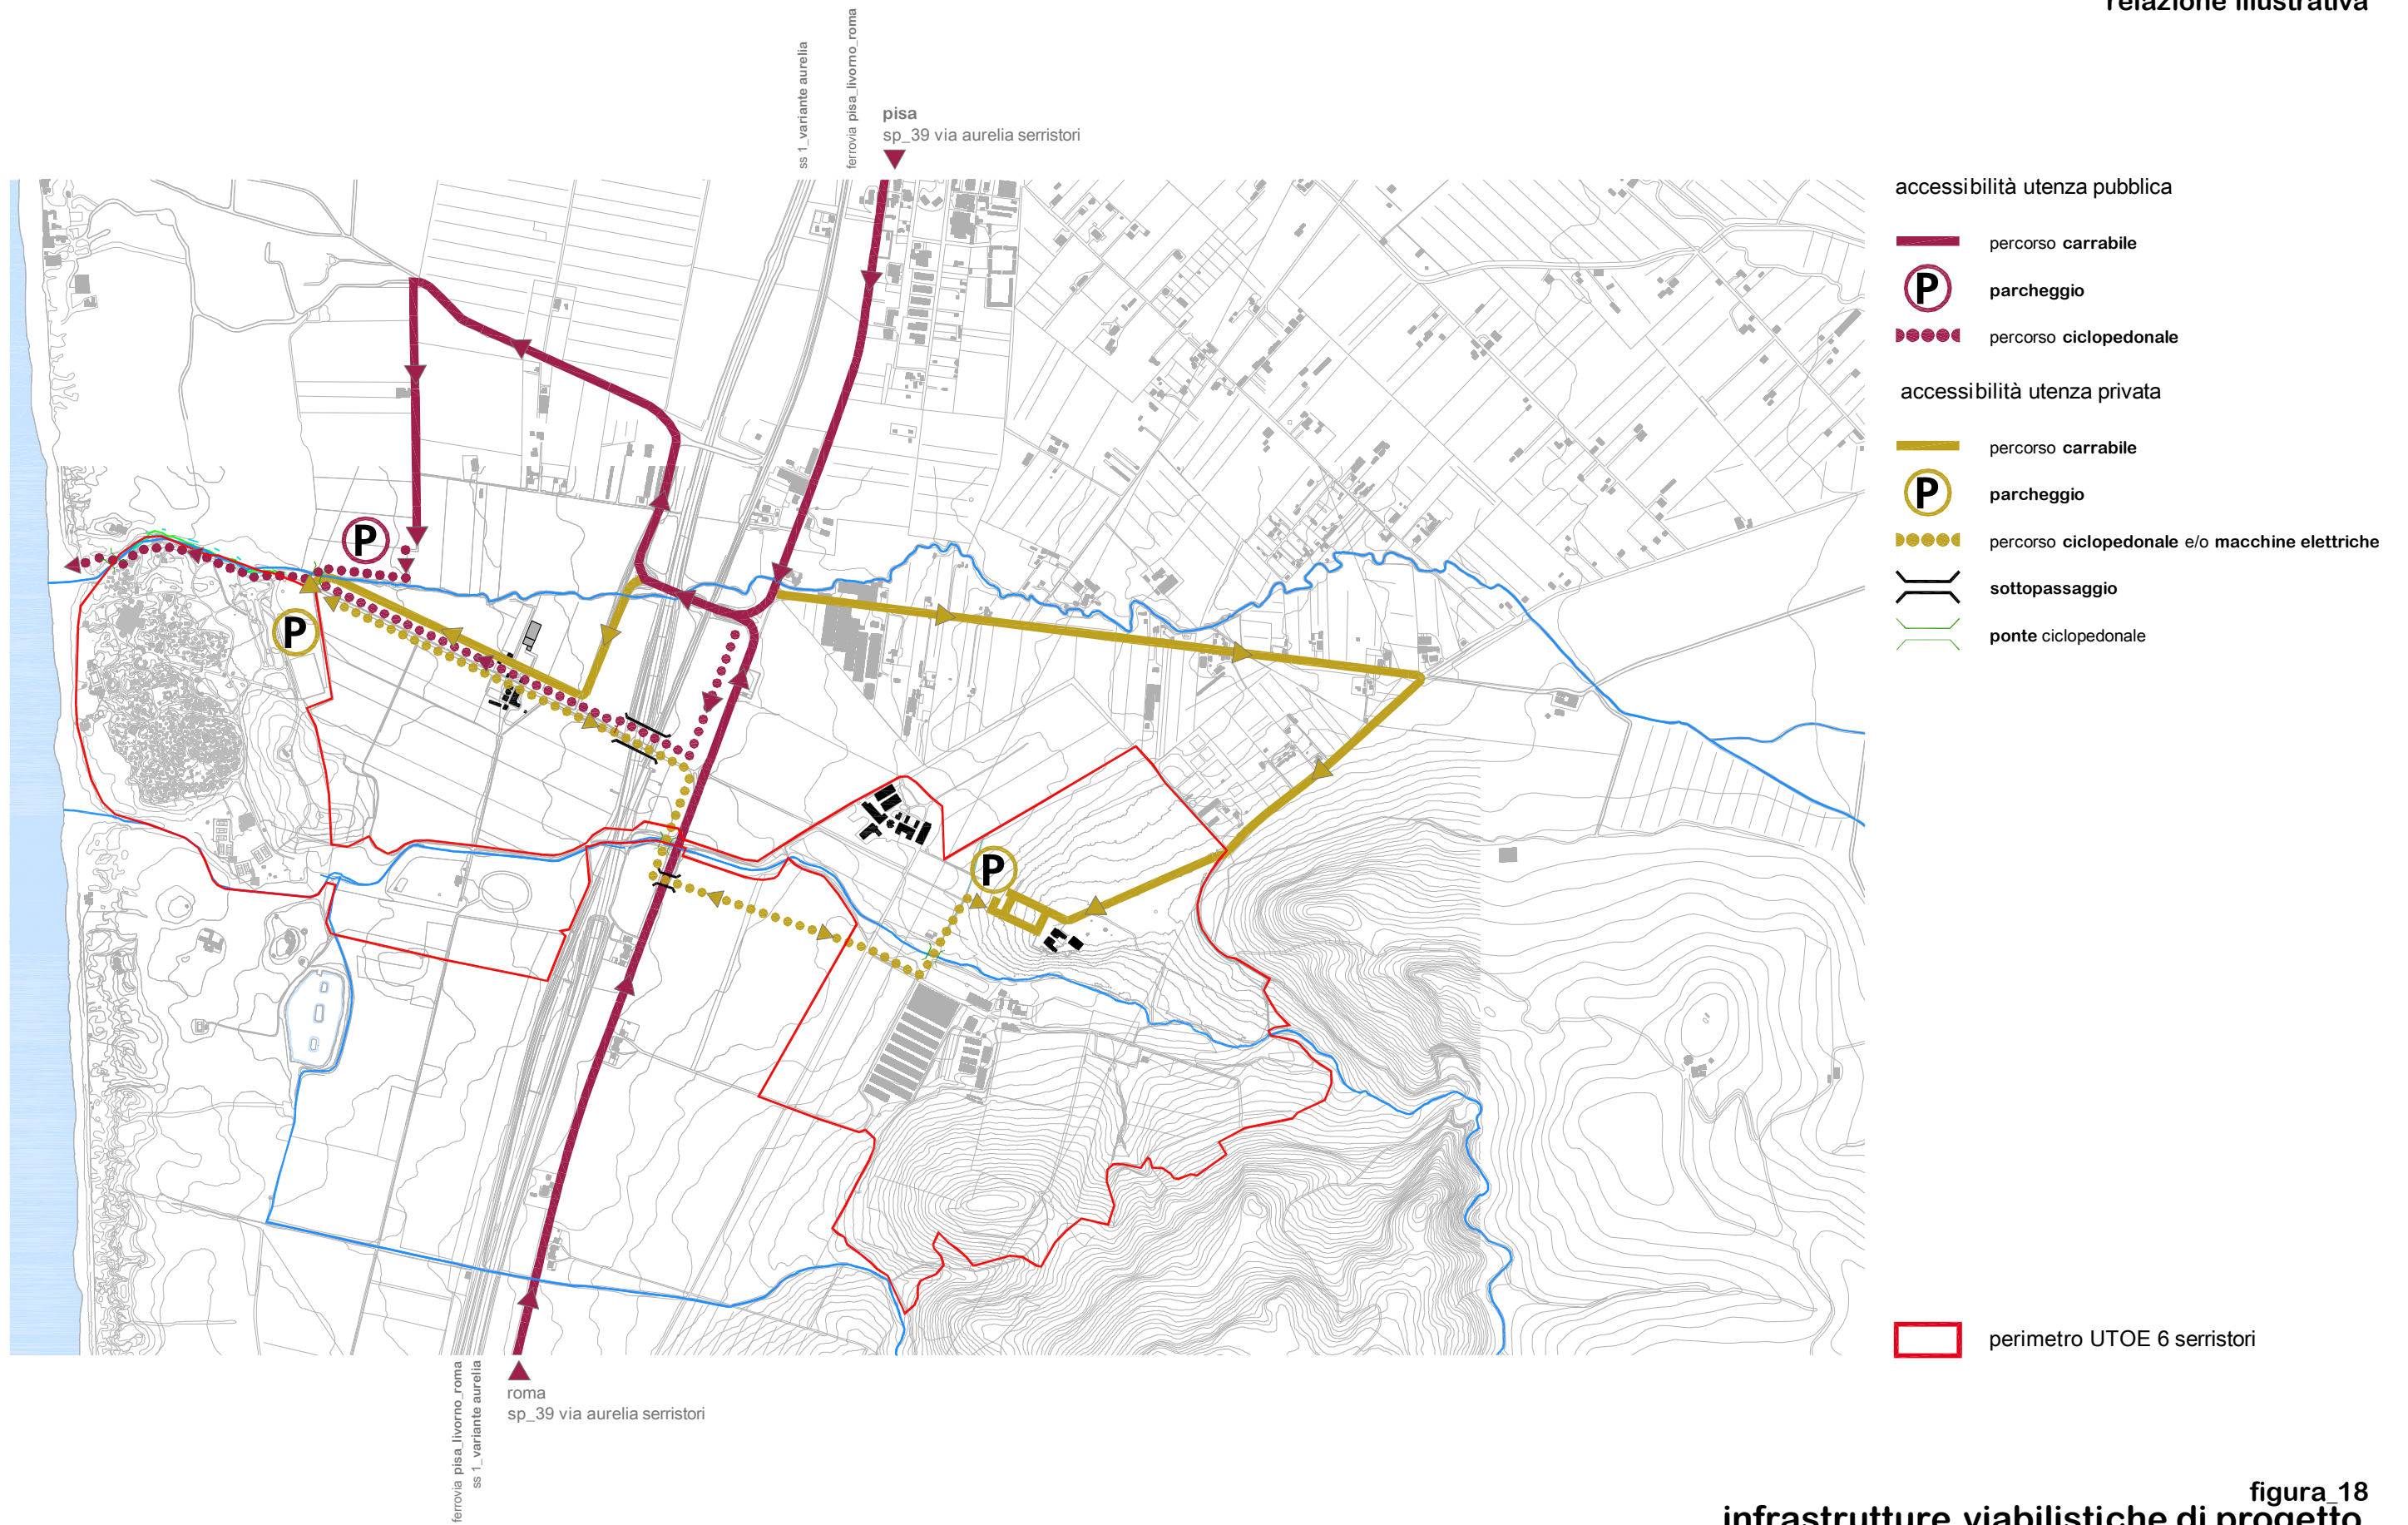 relazione illustrativa
ss 1_variante aurelia
ferrovia pisa_livorno_roma
pisa
sp_39 via aurelia serristori
accessibilità utenza pubblica
percorso carrabile
P
parcheggio
percorso ciclopedonale
accessibilità utenza privata
percorso carrabile
P
parcheggio
percorso ciclopedonale e/o macchine elettriche
sottopassaggio
ponte ciclopedonale
P
P
P
perimetro UTOE 6 serristori
roma
sp_39 via aurelia serristori
ferrovia pisa_livorno_roma
ss 1_variante aurelia
figura_18
infrastrutture viabilistiche di progetto